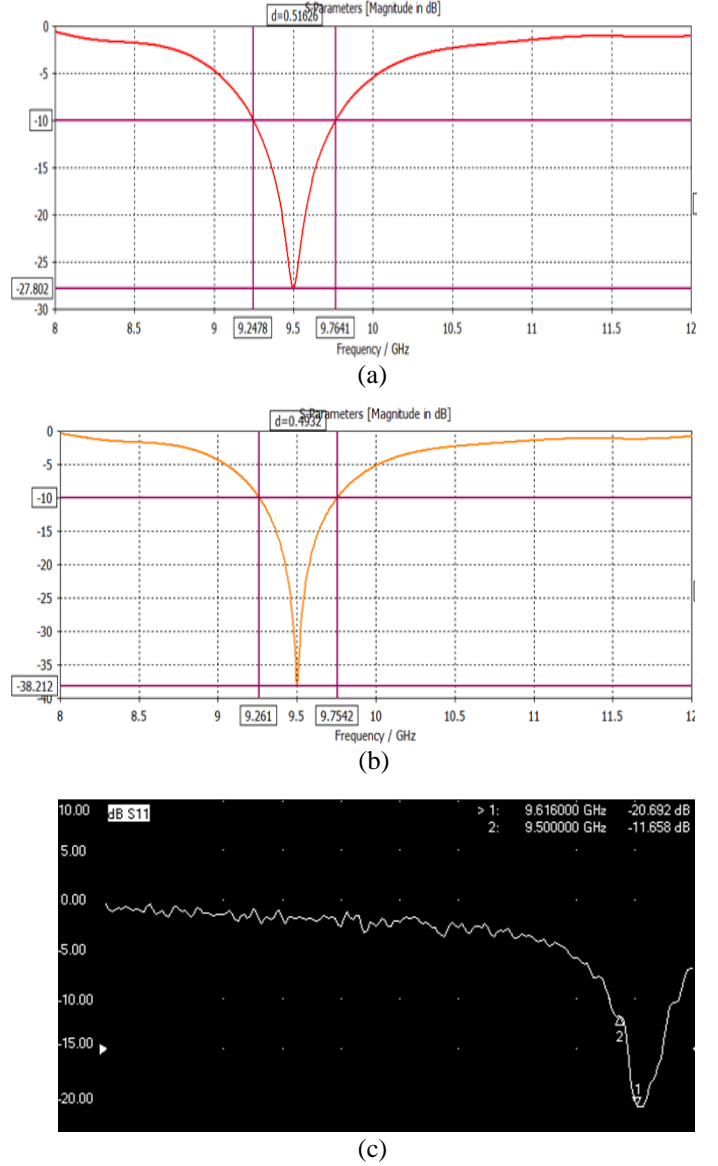 S-Parameters [Magnitude in dB]
d=0.51626
0
-5
-10
-15
-20
-25
-27.802
-30
8 8.5 9 9.2478 9.5 9.7641 10 10.5 11 11.5 12
Frequency / GHz
(a)
S-Parameters [Magnitude in dB]
d=0.4932
0
-5
-10
-15
-20
-25
-30
-35
-38.212
-40
8 8.5 9 9.261 9.5 9.7542 10 10.5 11 11.5 12
Frequency / GHz
(b)
10.00 dB S11 > 1: 9.616000 GHz -20.692 dB
2: 9.500000 GHz -11.658 dB
5.00
0.00
-5.00
-10.00
2
-15.00
1
-20.00
(c)